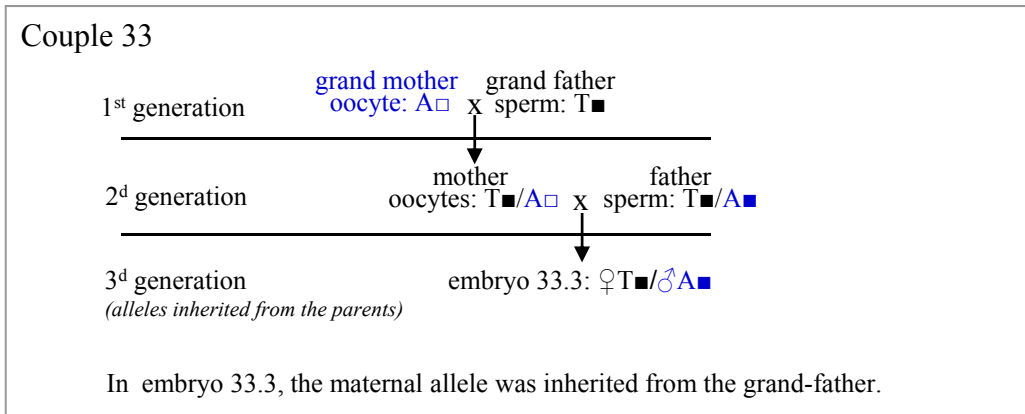 Couple 33
grand mother grand father
1st generation oocyte: A□ x sperm: T■
mother father
2d generation oocytes: T■/A□ x sperm: T■/A■
3d generation embryo 33.3: ♀T■/♂A■
(alleles inherited from the parents)
In embryo 33.3, the maternal allele was inherited from the grand-father.